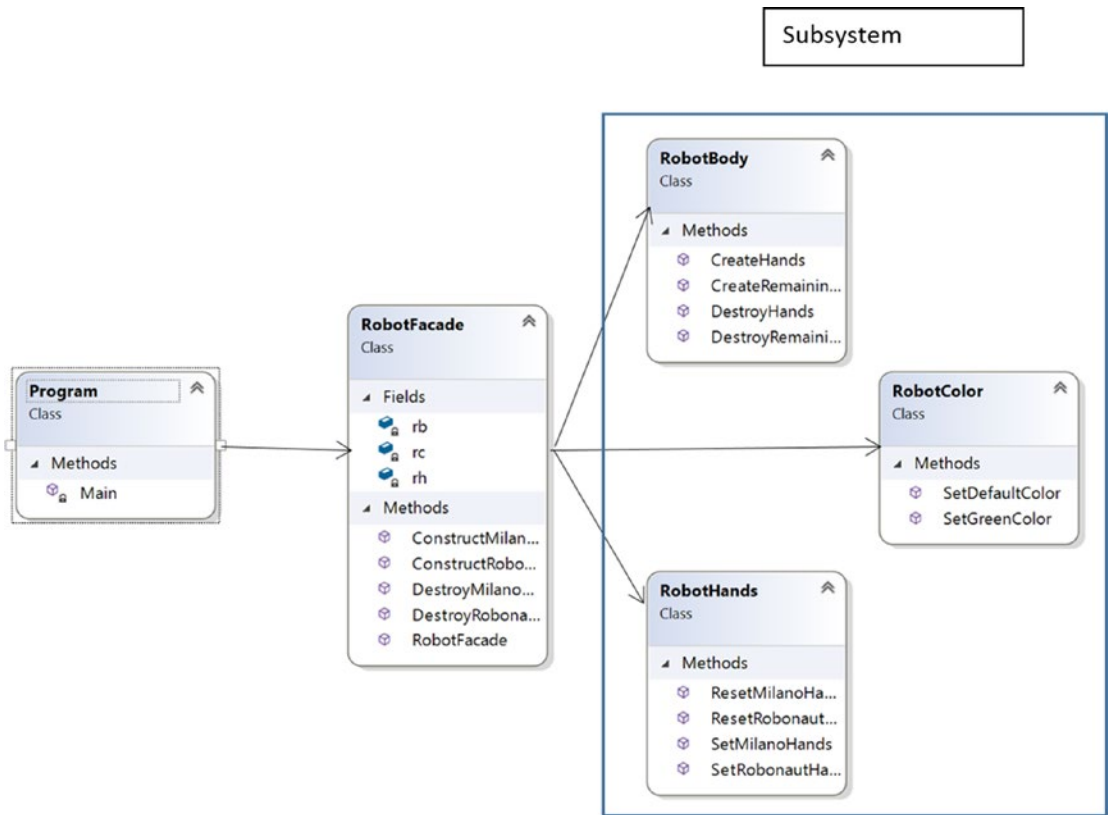 Subsystem
RobotBody
Class
Methods
CreateHands
CreateRemainin...
DestroyHands
DestroyRemaini...
RobotFacade
Class
Fields
rb
rc
rh
Methods
ConstructMilan...
ConstructRobo...
DestroyMilano...
DestroyRobona...
RobotFacade
Program
Class
Methods
Main
RobotColor
Class
Methods
SetDefaultColor
SetGreenColor
RobotHands
Class
Methods
ResetMilanoHa...
ResetRobonaut...
SetMilanoHands
SetRobonautHa...